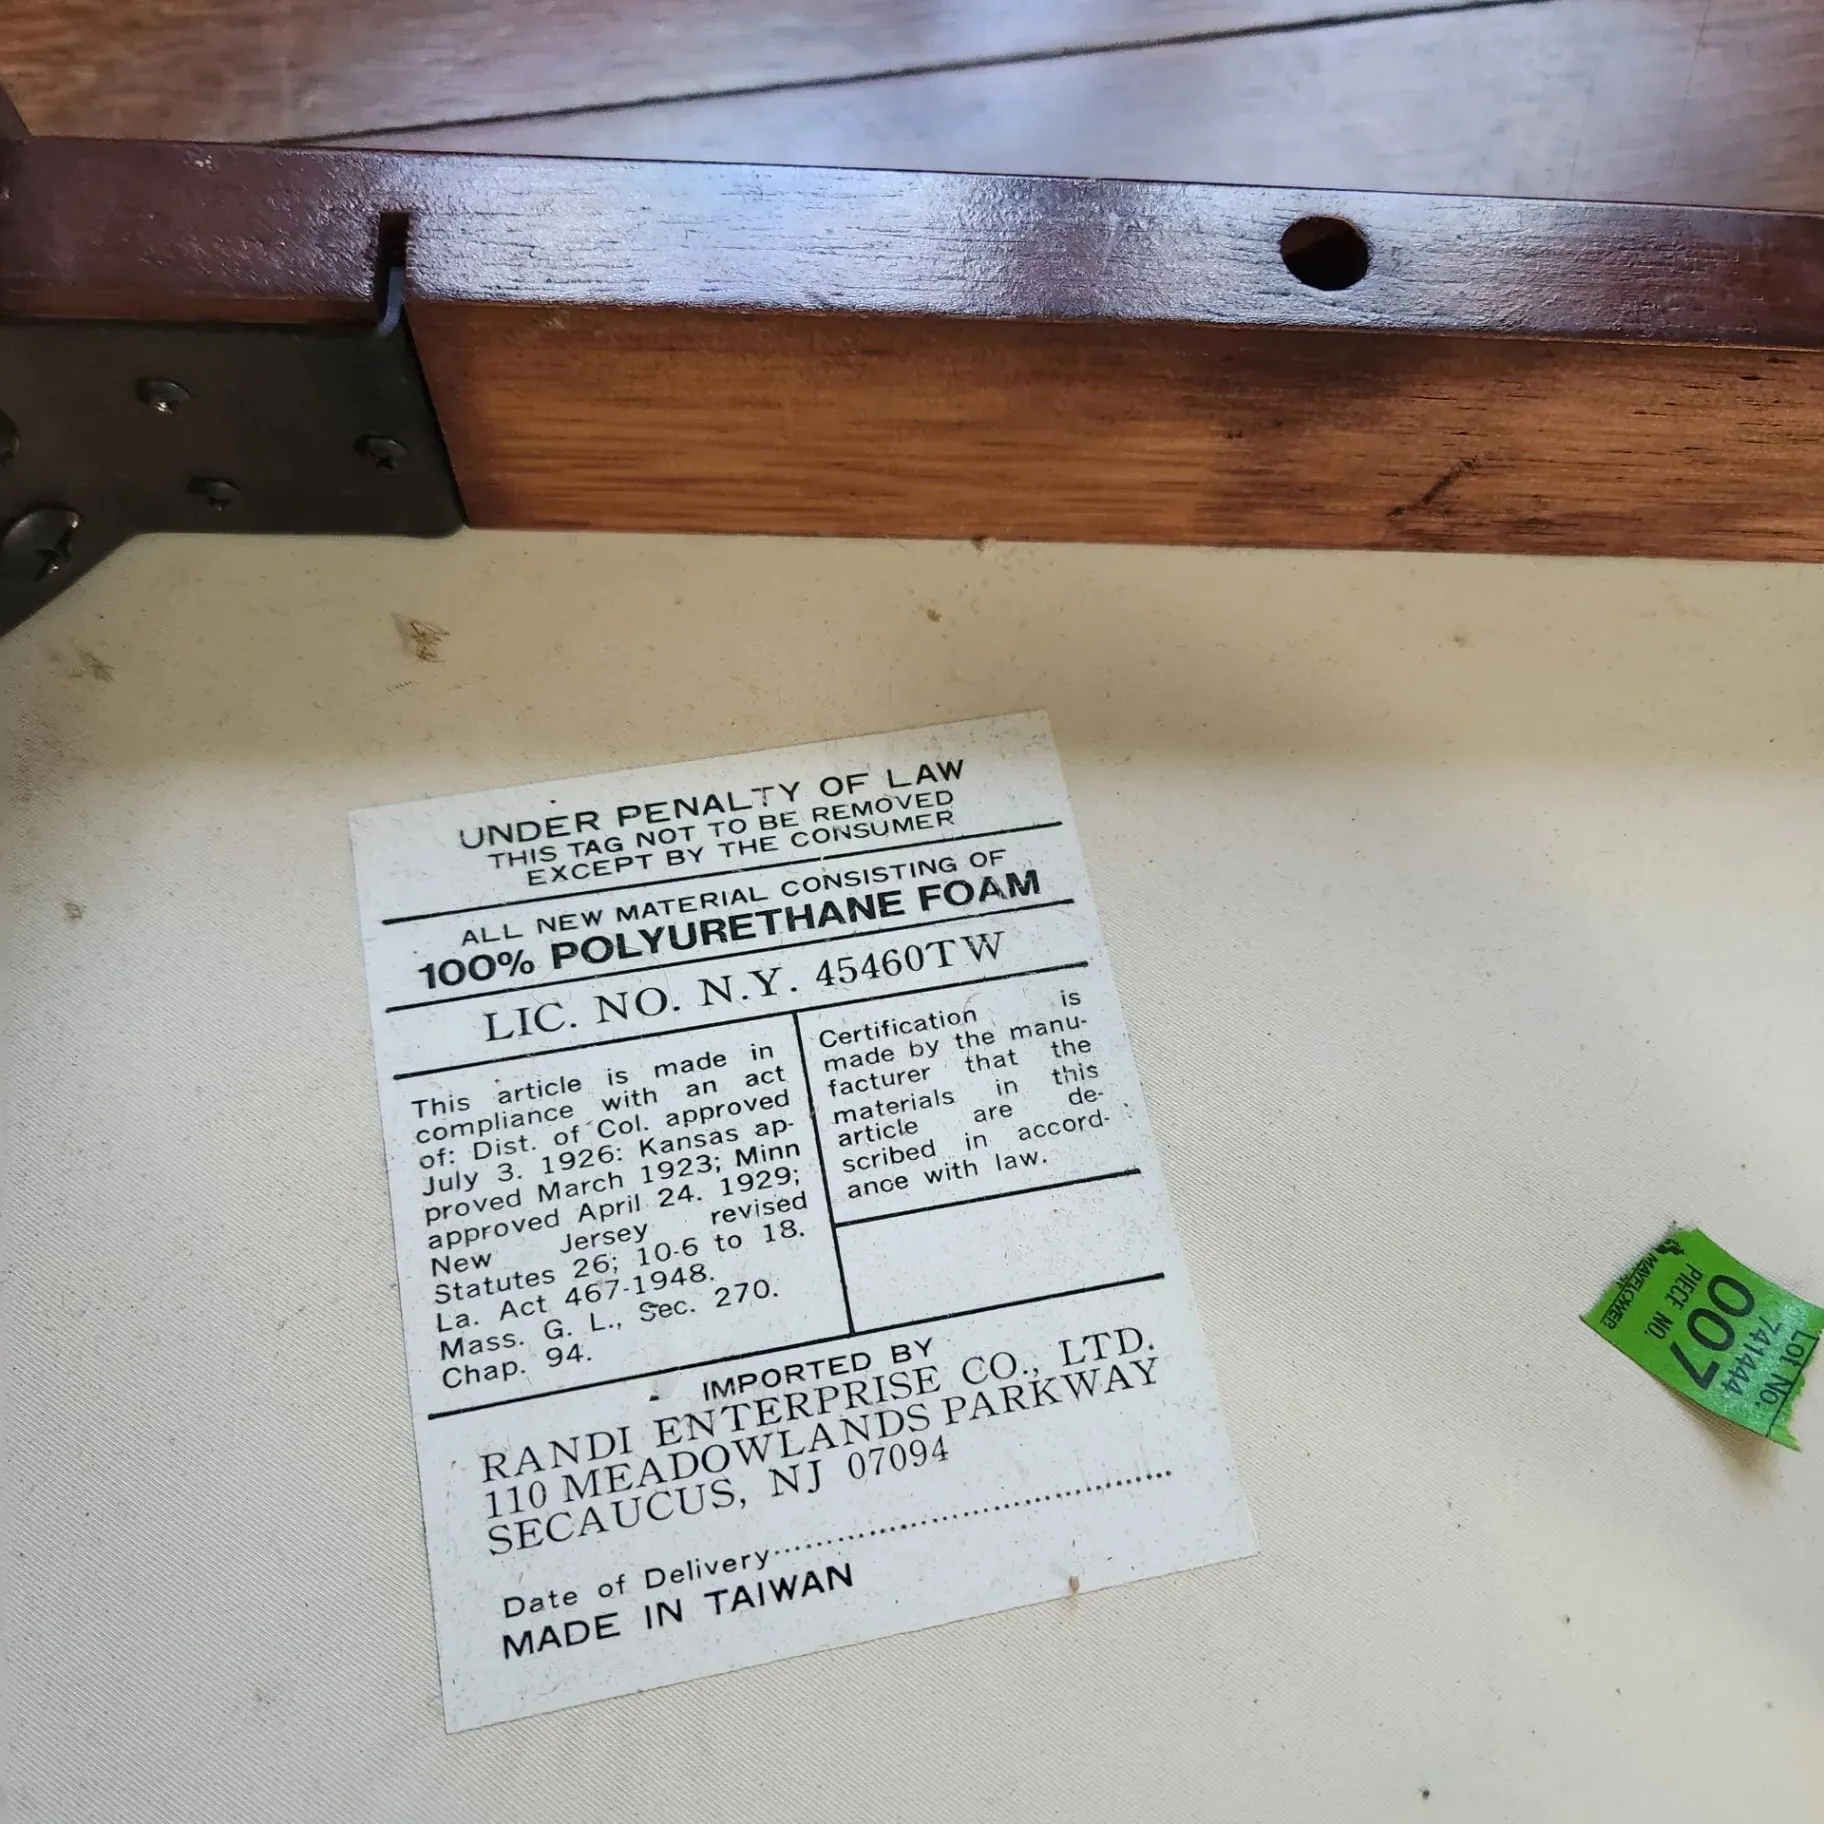 UNDER PENALTY OF LAW
THIS TAG NOT TO BE REMOVED
EXCEPT BY THE CONSUMER
ALL NEW MATERIAL CONSISTING OF
100% POLYURETHANE FOAM
LIC. NO. N.Y. 45460TW
This article is made in
compliance with an act
of: Dist. of Col. approved
July 3. 1926: Kansas ap-
proved March 1923; Minn
approved April 24. 1929;
New Jersey revised
Statutes 26; 10-6 to 18.
La. Act 467-1948.
Mass. G. L., Sec. 270.
Chap. 94.
Certification is
made by the manu-
facturer that the
materials in this
article are de-
scribed in accord-
ance with law.
IMPORTED BY
RANDI ENTERPRISE CO., LTD.
110 MEADOWLANDS PARKWAY
SECAUCUS, NJ 07094
Date of Delivery..............................
MADE IN TAIWAN
MAYFLOWER
PIECE NO.
007
741444
Lot No.